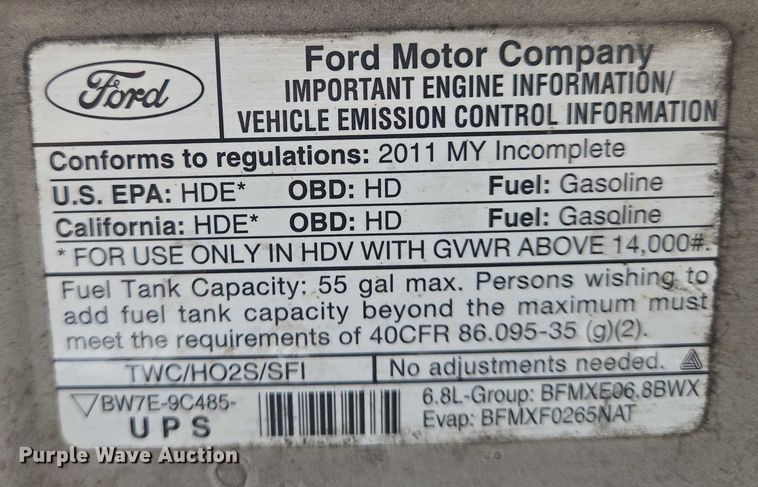 Ford
Ford Motor Company
IMPORTANT ENGINE INFORMATION/
VEHICLE EMISSION CONTROL INFORMATION
Conforms to regulations: 2011 MY Incomplete
U.S. EPA: HDE* OBD: HD Fuel: Gasoline
California: HDE* OBD: HD Fuel: Gasoline
* FOR USE ONLY IN HDV WITH GVWR ABOVE 14,000#.
Fuel Tank Capacity: 55 gal max. Persons wishing to
add fuel tank capacity beyond the maximum must
meet the requirements of 40CFR 86.095-35 (g)(2).
TWC/HO2S/SFI No adjustments needed.
BW7E-9C485-
UPS
6.8L-Group: BFMXE06.8BWX
Evap: BFMXF0265NAT
Purple Wave Auction